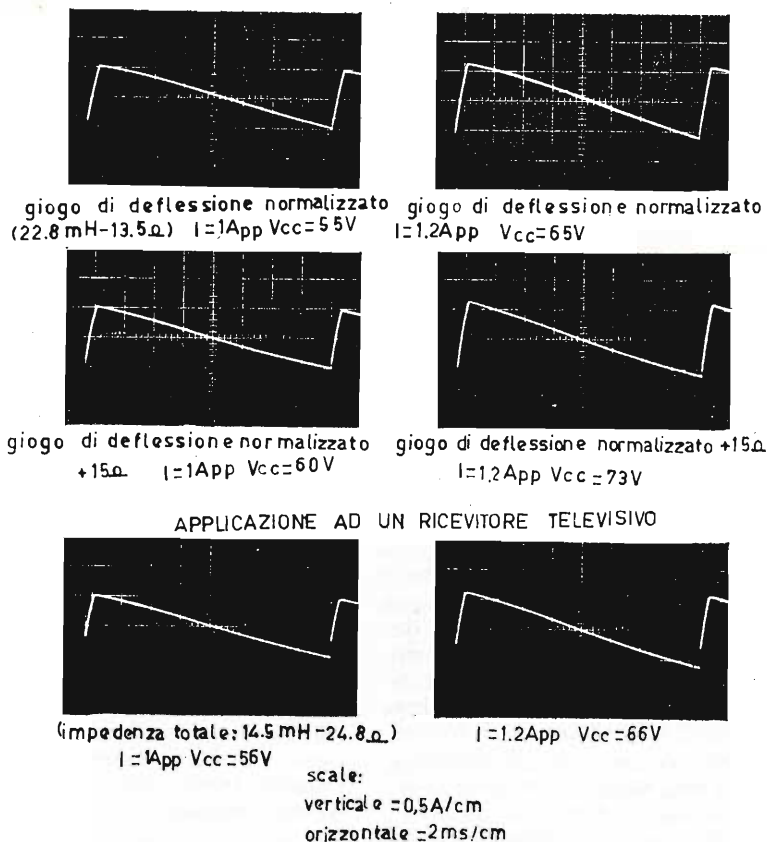 giogo di deflessione normalizzato
(22.8 mH-13.5Ω) I=1App Vcc=55V
giogo di deflessione normalizzato
I=1.2App Vcc=65V
giogo di deflessione normalizzato
+15Ω I=1App Vcc=60V
giogo di deflessione normalizzato +15Ω
I=1,2App Vcc=73V
APPLICAZIONE AD UN RICEVITORE TELEVISIVO
(impedenza totale: 14.5 mH-24.8Ω)
I=1App Vcc=56V
I=1.2App Vcc=66V
scale:
verticale =0,5A/cm
orizzontale =2ms/cm